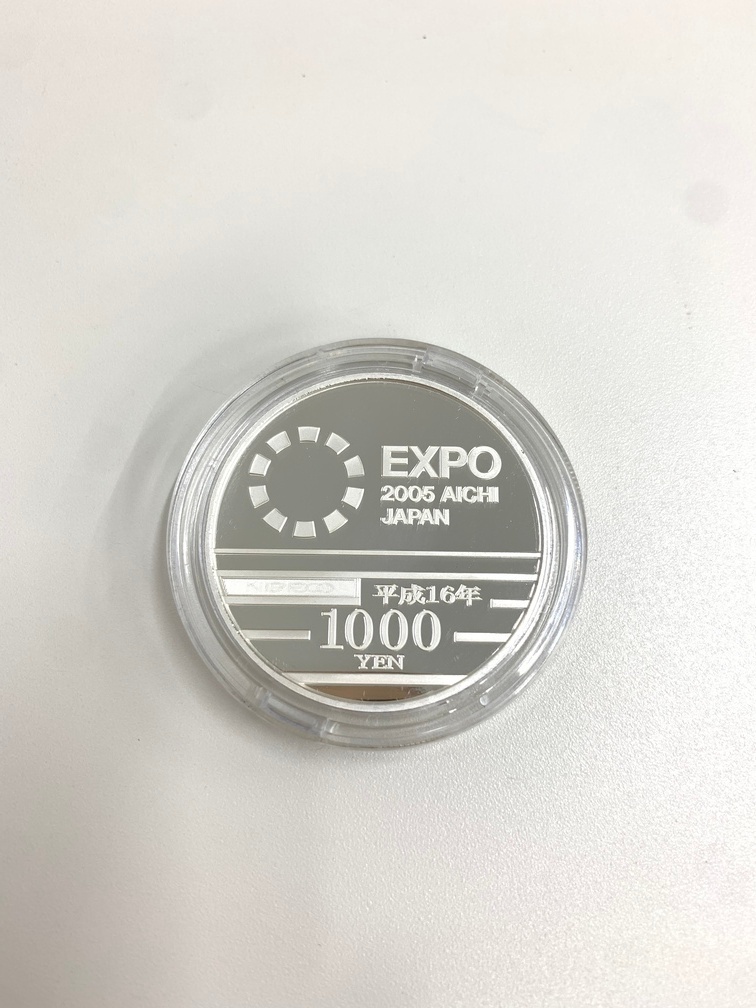 EXPO
2005 AICHI
JAPAN
平成16年
1000
YEN